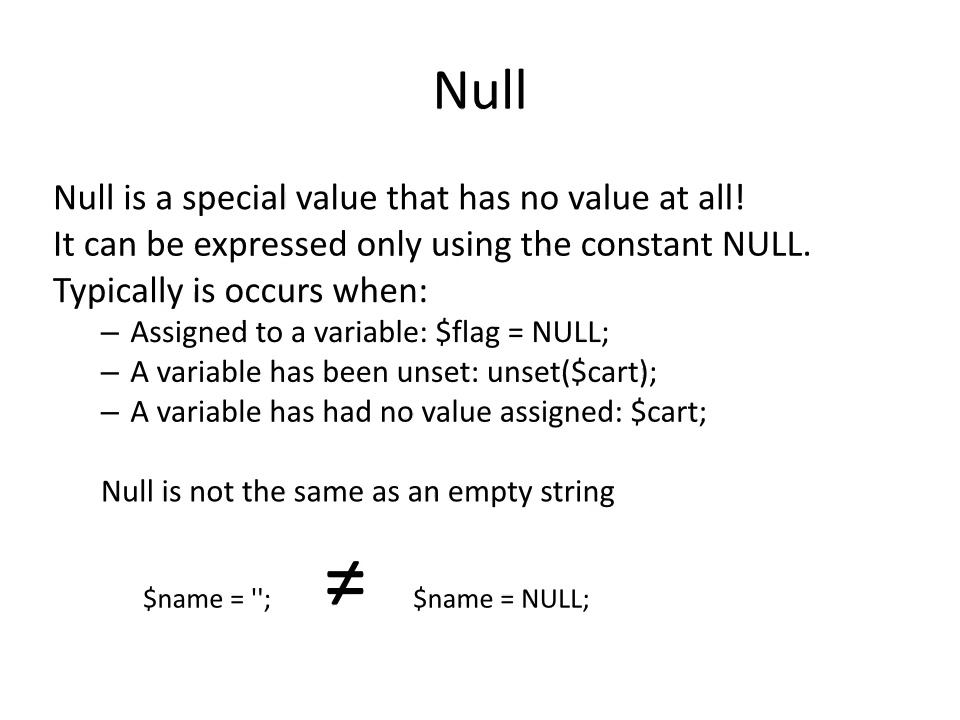 Null
Null is a special value that has no value at all!
It can be expressed only using the constant NULL.
Typically is occurs when:
– Assigned to a variable: $flag = NULL;
– A variable has been unset: unset($cart);
– A variable has had no value assigned: $cart;
Null is not the same as an empty string
$name = ''; ≠ $name = NULL;